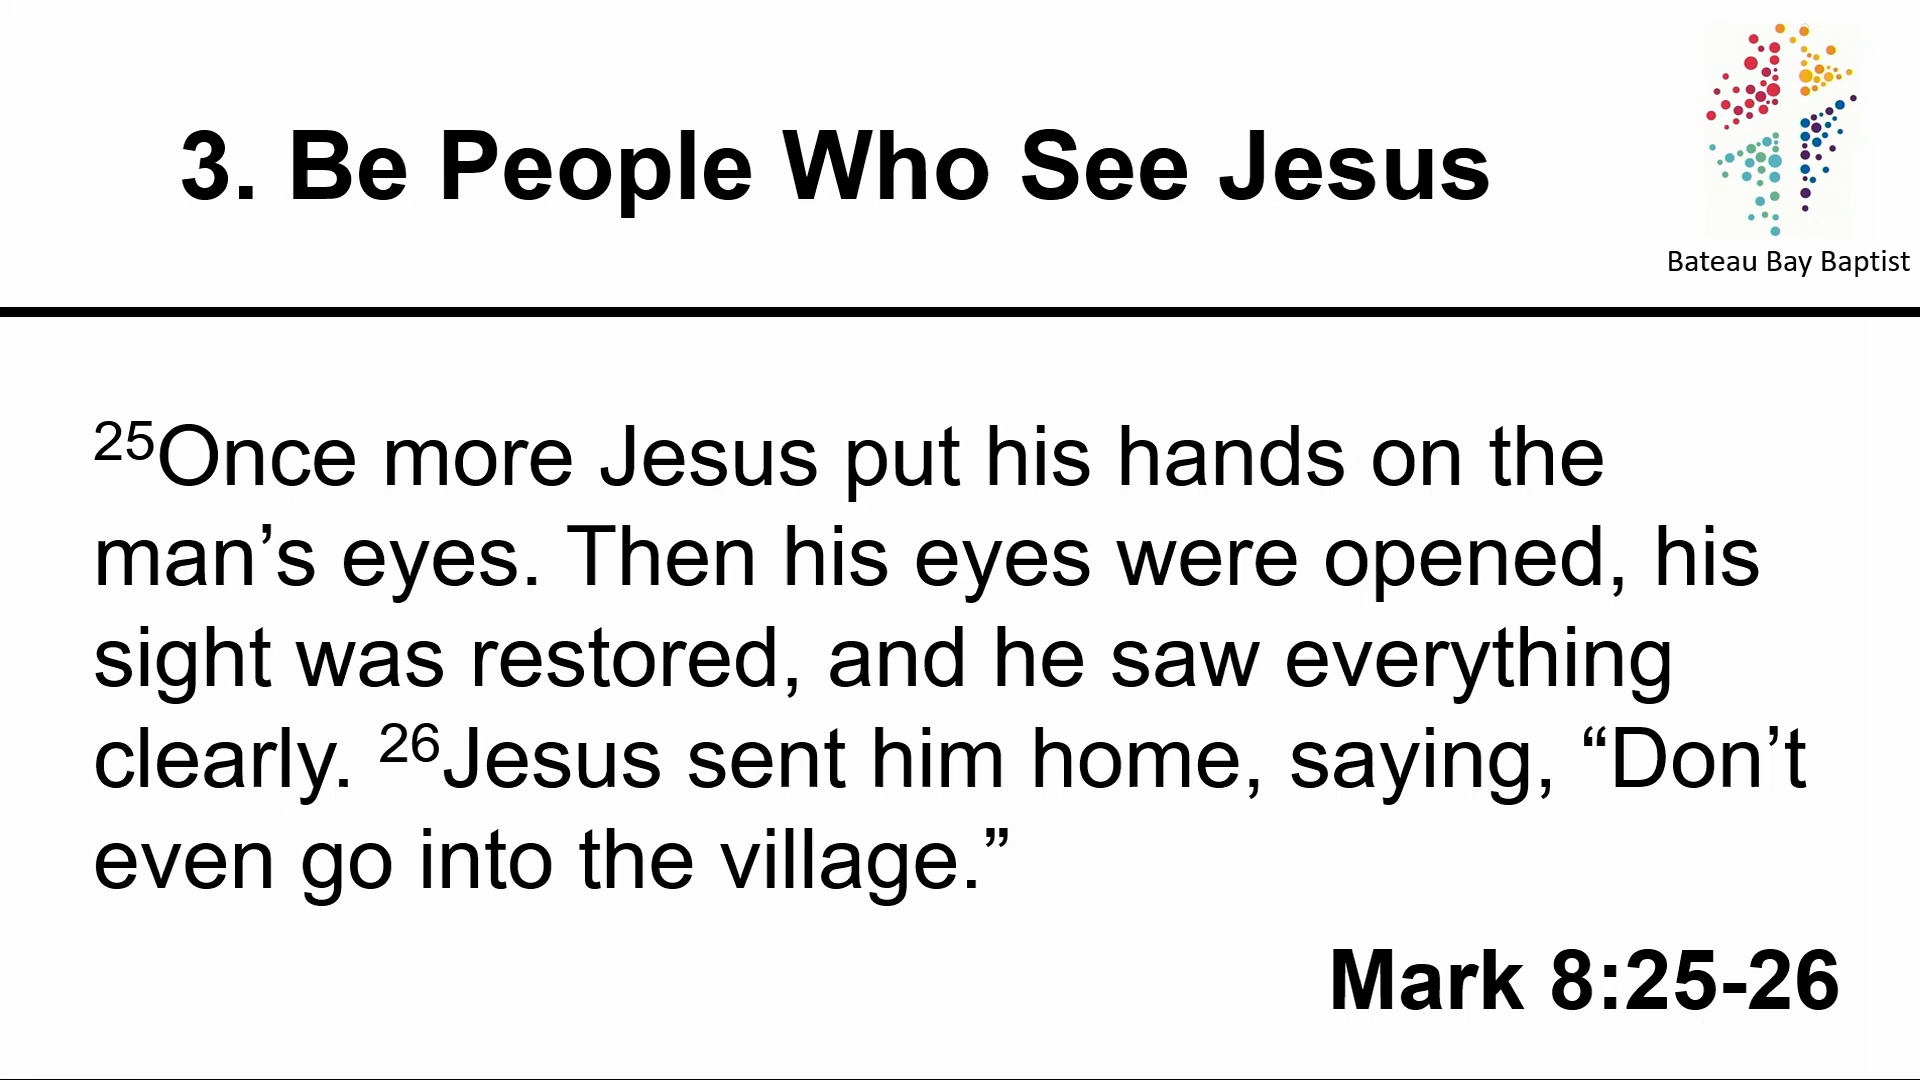 3. Be People Who See Jesus
Bateau Bay Baptist
²⁵Once more Jesus put his hands on the
man’s eyes. Then his eyes were opened, his
sight was restored, and he saw everything
clearly. ²⁶Jesus sent him home, saying, “Don’t
even go into the village.”
Mark 8:25-26